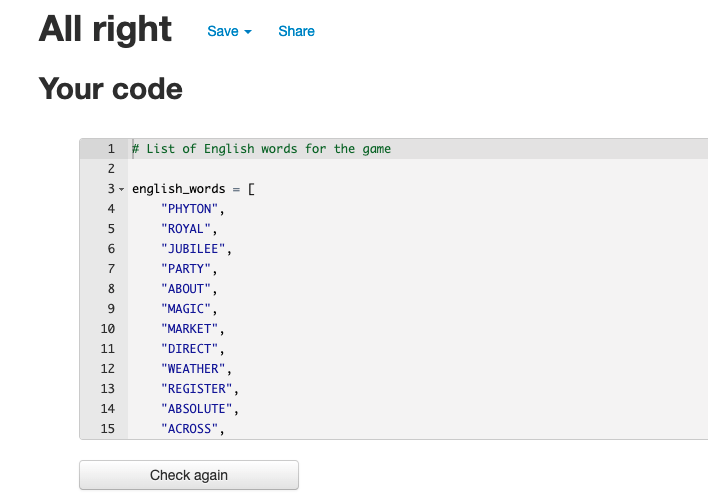 All right Save Share
Your code
1 # List of English words for the game
2
3 english_words = [
4 "PHYTON",
5 "ROYAL",
6 "JUBILEE",
7 "PARTY",
8 "ABOUT",
9 "MAGIC",
10 "MARKET",
11 "DIRECT",
12 "WEATHER",
13 "REGISTER",
14 "ABSOLUTE",
15 "ACROSS",
Check again